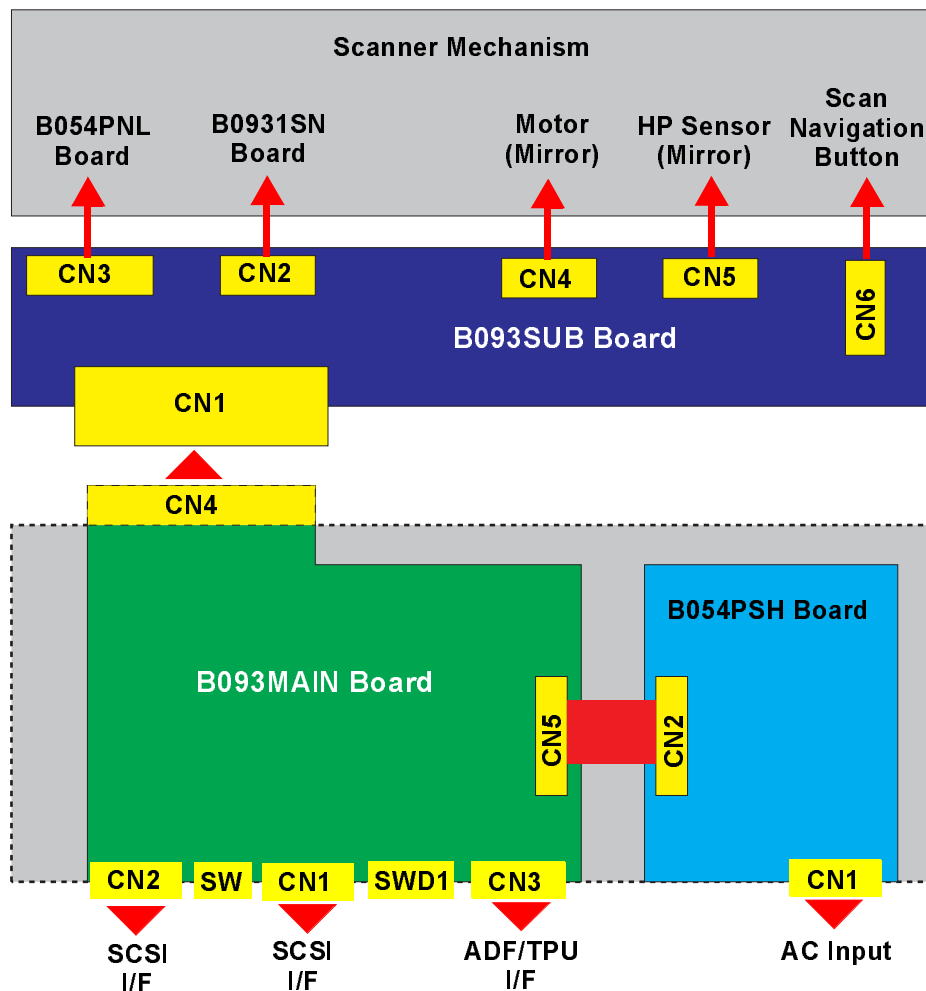 Scanner Mechanism
B054PNL
Board
B0931SN
Board
Motor
(Mirror)
HP Sensor
(Mirror)
Scan
Navigation
Button
CN3
CN2
CN4
CN5
CN6
B093SUB Board
CN1
CN4
B093MAIN Board
B054PSH Board
CN5
CN2
CN2
SW
CN1
SWD1
CN3
CN1
SCSI
I/F
SCSI
I/F
ADF/TPU
I/F
AC Input